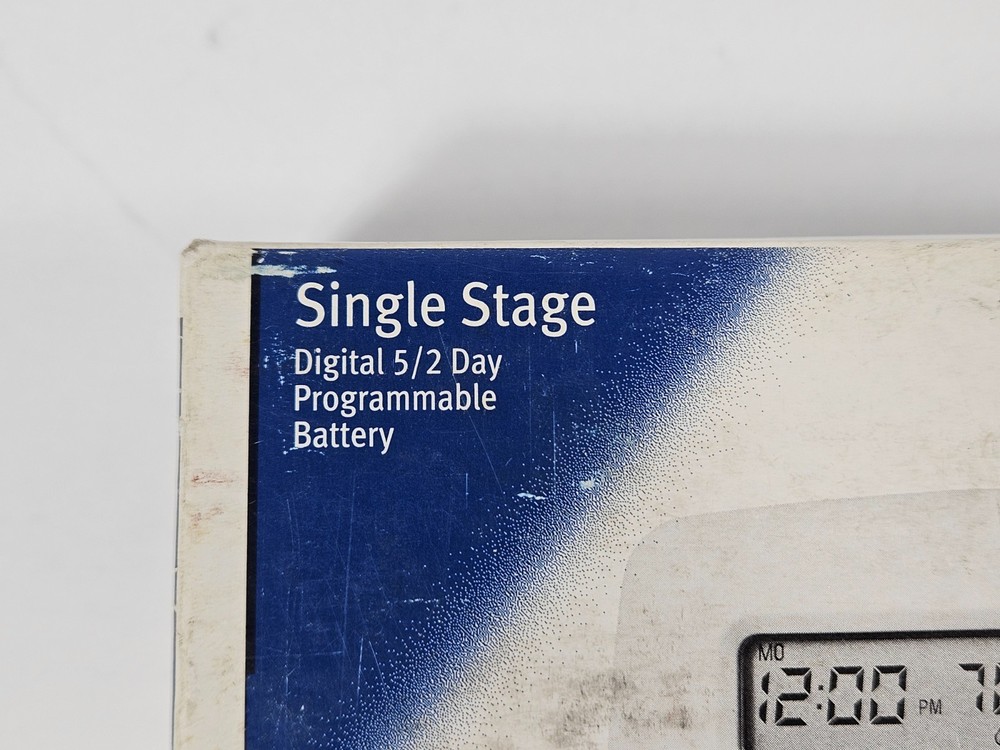 Single Stage
Digital 5/2 Day
Programmable
Battery
MO
12:00 PM